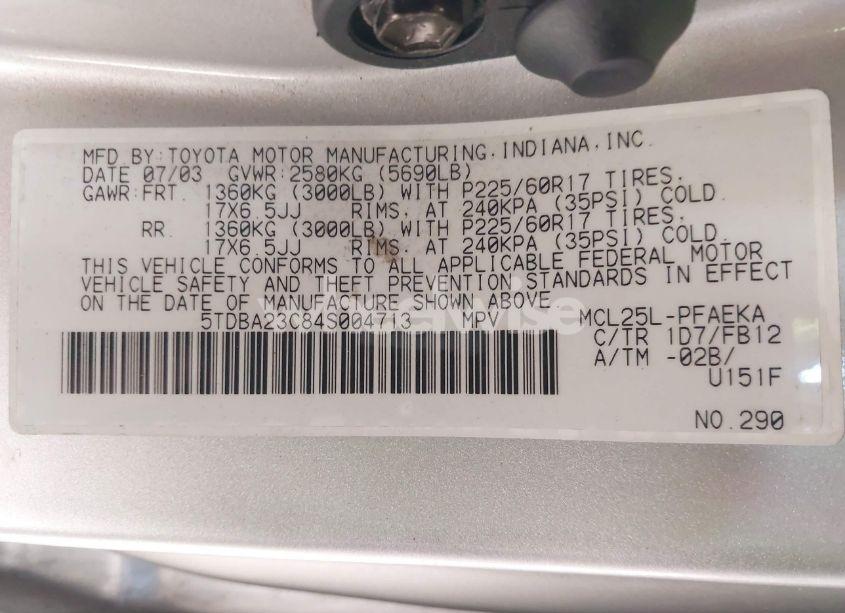 MFD BY:TOYOTA MOTOR MANUFACTURING,INDIANA,INC.
DATE 07/03 GVWR:2580KG (5690LB)
GAWR:FRT. 1360KG (3000LB) WITH P225/60R17 TIRES,
17X6.5JJ RIMS, AT 240KPA (35PSI) COLD.
RR. 1360KG (3000LB) WITH P225/60R17 TIRES,
17X6.5JJ RIMS, AT 240KPA (35PSI) COLD.
THIS VEHICLE CONFORMS TO ALL APPLICABLE FEDERAL MOTOR
VEHICLE SAFETY AND THEFT PREVENTION STANDARDS IN EFFECT
ON THE DATE OF MANUFACTURE SHOWN ABOVE.
5TDBA23C84S004713 MPV MCL25L-PFAEKA
C/TR 1D7/FB12
A/TM -02B/
U151F
NO.290